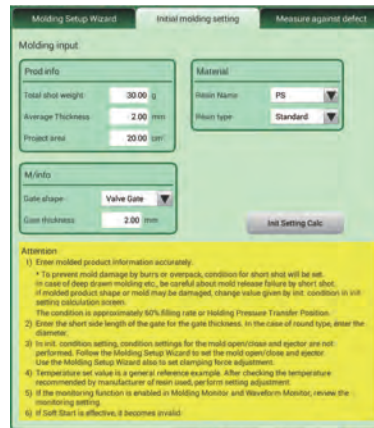 Molding Setup Wizard
Initial molding setting
Measure against defect
Molding input
Prod info
Total shot weight 30.00 g
Average Thickness 2.00 mm
Project area 20.00 cm²
Material
Resin Name PS
Resin type Standard
M/info
Gate shape Valve Gate
Gate thickness 2.00 mm
Init Setting Calc
Attention
1) Enter molded product information accurately.
* To prevent mold damage by burrs or overpack, condition for short shot will be set.
In case of deep drawn molding etc., be careful about mold release failure by short shot.
If molded product shape or mold may be damaged, change value given by init. condition in init
setting calculation screen.
The condition is approximately 60% filling rate or Holding Pressure Transfer Position.
2) Enter the short side length of the gate for the gate thickness. In the case of round type, enter the
diameter.
3) In init. condition setting, condition settings for the mold open/close and ejector are not
performed. Follow the Molding Setup Wizard to set the mold open/close and ejector.
Use the Molding Setup Wizard also to set clamping force adjustment.
4) Temperature set value is a general reference example. After checking the temperature
recommended by manufacturer of resin used, perform setting adjustment.
5) If the monitoring function is enabled in Molding Monitor and Waveform Monitor, review the
monitoring setting.
6) If Soft Start is effective, it becomes invalid.